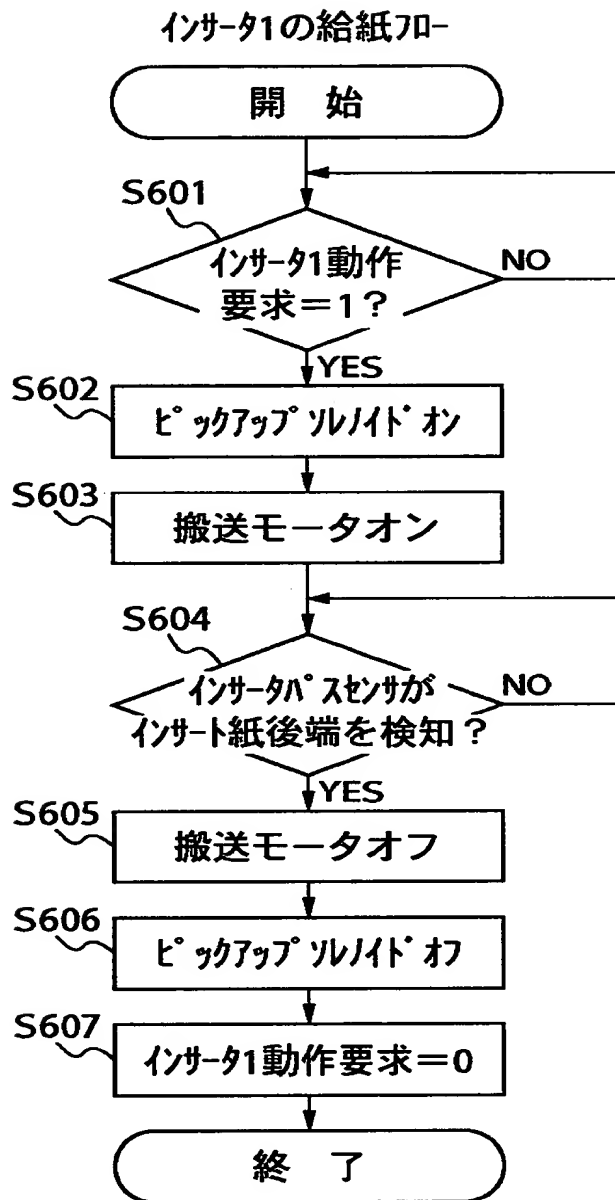 インサータ1の給紙フロー
開 始
S601
インサータ1動作
要求＝1？
NO
YES
S602
ピックアップソレノイドオン
S603
搬送モータオン
S604
インサータパスセンサが
インサート紙後端を検知？
NO
YES
S605
搬送モータオフ
S606
ピックアップソレノイドオフ
S607
インサータ1動作要求＝0
終 了